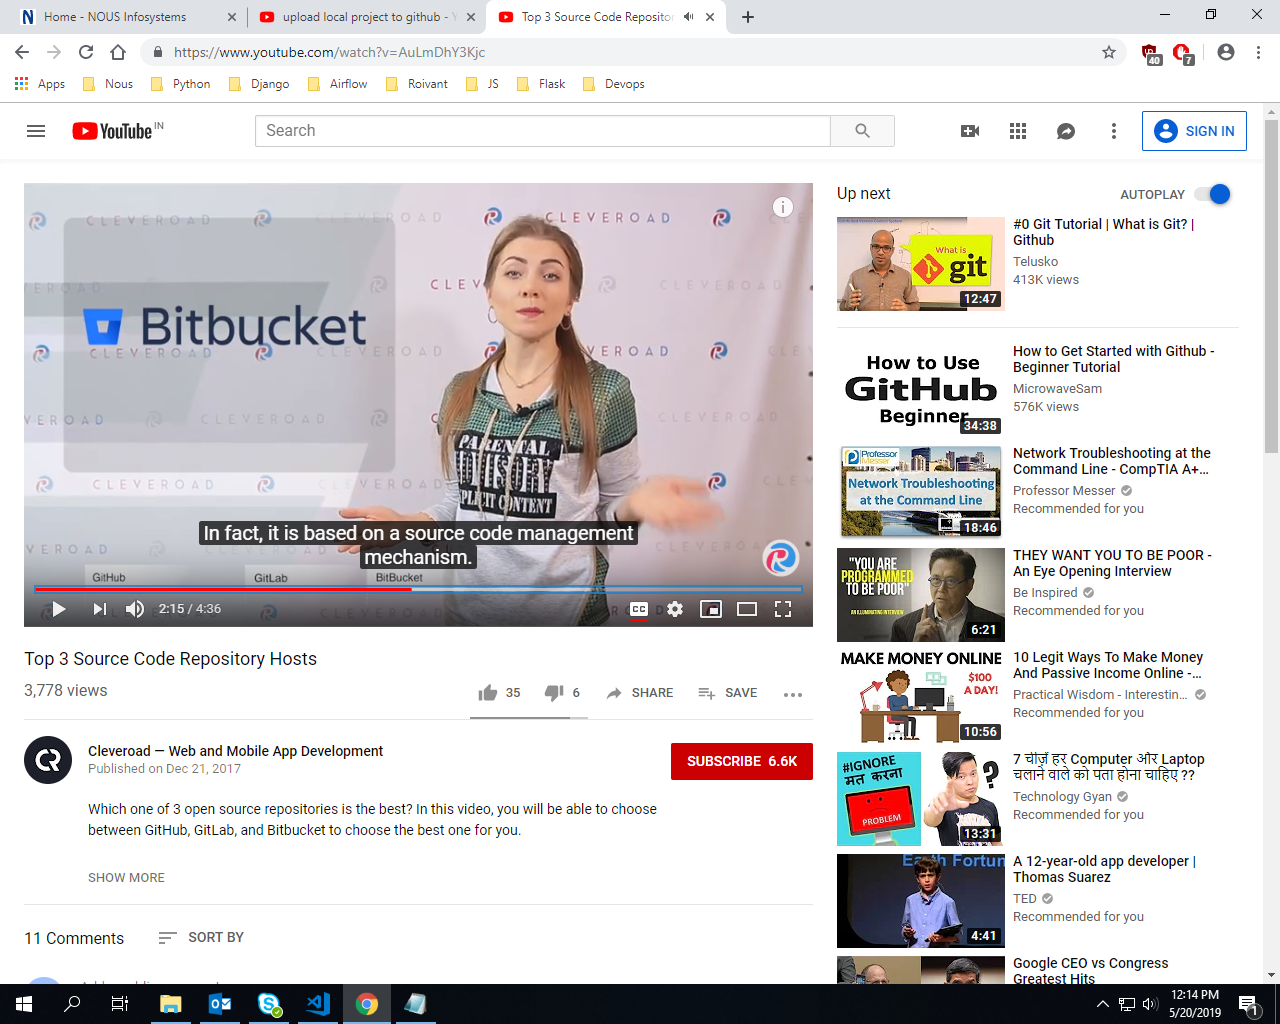 Home - NOUS Infosystems
upload local project to github - Y
Top 3 Source Code Repositor
https://www.youtube.com/watch?v=AuLmDhY3Kjc
40
7
Apps
Nous
Python
Django
Airflow
Roivant
JS
Flask
Devops
YouTube IN
Search
SIGN IN
CLEVEROAD CLEVEROAD CLEVEROAD
Bitbucket
PARENTAL
ADVISORY
PLICIT CONTENT
In fact, it is based on a source code management
mechanism.
GitHub
GitLab
BitBucket
2:15 / 4:36
CC
Top 3 Source Code Repository Hosts
3,778 views
35
6
SHARE
SAVE
Cleveroad — Web and Mobile App Development
Published on Dec 21, 2017
SUBSCRIBE 6.6K
Which one of 3 open source repositories is the best? In this video, you will be able to choose
between GitHub, GitLab, and Bitbucket to choose the best one for you.
SHOW MORE
11 Comments
SORT BY
Up next
AUTOPLAY
What is
git
12:47
#0 Git Tutorial | What is Git? |
Github
Telusko
413K views
How to Use
GitHub
Beginner
34:38
How to Get Started with Github -
Beginner Tutorial
MicrowaveSam
576K views
Professor
Messer
Network Troubleshooting
at the Command Line
18:46
Network Troubleshooting at the
Command Line - CompTIA A+...
Professor Messer
Recommended for you
"YOU ARE
PROGRAMMED
TO BE POOR"
AN ILLUMINATING INTERVIEW
6:21
THEY WANT YOU TO BE POOR -
An Eye Opening Interview
Be Inspired
Recommended for you
MAKE MONEY ONLINE
$100
A DAY!
10:56
10 Legit Ways To Make Money
And Passive Income Online -...
Practical Wisdom - Interestin...
Recommended for you
#IGNORE
मत करना
PROBLEM
?
13:31
7 चीज़ें हर Computer और Laptop
चलाने वाले को पता होना चाहिए ??
Technology Gyan
Recommended for you
Earth Fortun
4:41
A 12-year-old app developer |
Thomas Suarez
TED
Recommended for you
Google CEO vs Congress
Greatest Hits
12:14 PM
5/20/2019
1